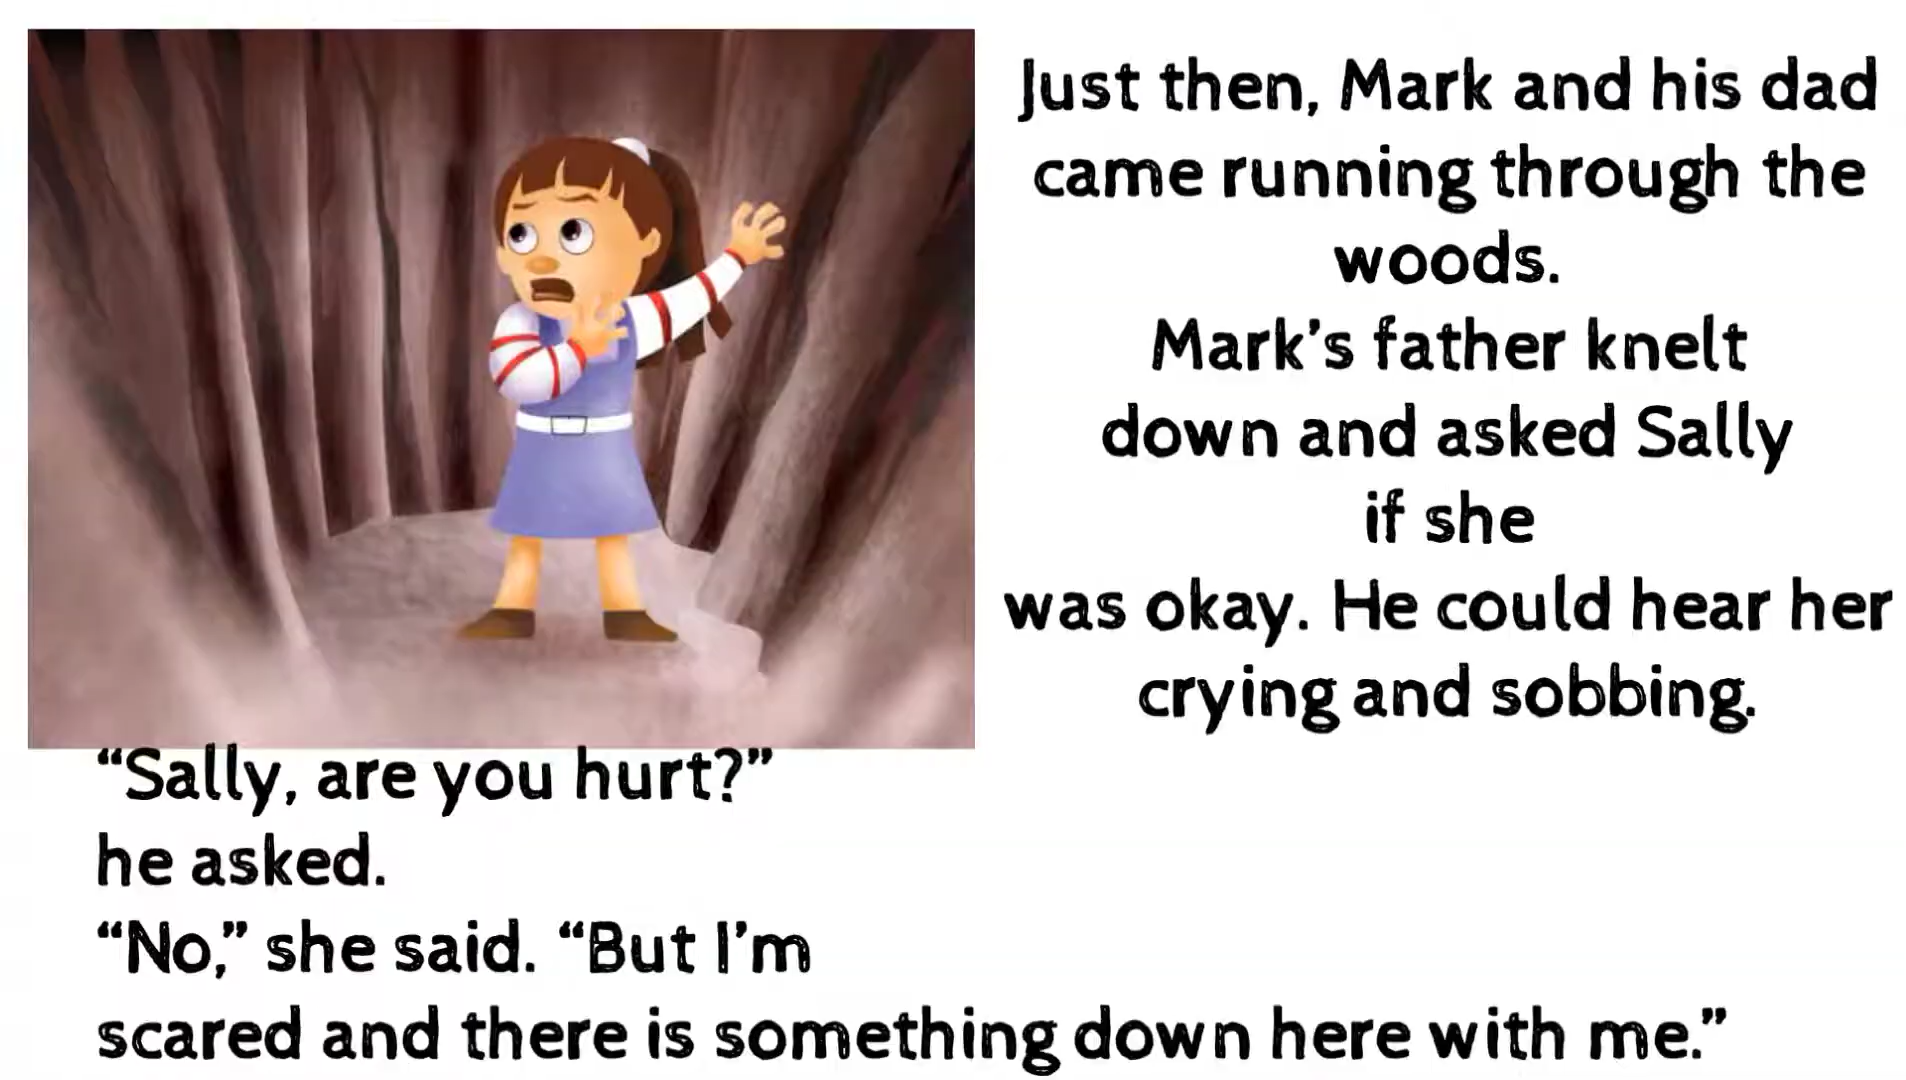 Just then, Mark and his dad
came running through the
woods.
Mark’s father knelt
down and asked Sally
if she
was okay. He could hear her
crying and sobbing.
“Sally, are you hurt?”
he asked.
“No,” she said. “But I’m
scared and there is something down here with me.”